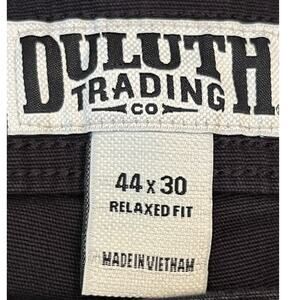 DULUTH
TRADING
CO
44 x 30
RELAXED FIT
MADE IN VIETNAM